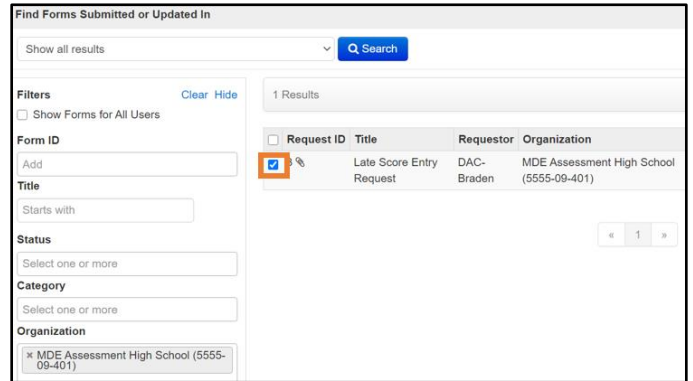 Find Forms Submitted or Updated In
Show all results
Search
Filters
Clear Hide
Show Forms for All Users
Form ID
Add
Title
Starts with
Status
Select one or more
Category
Select one or more
Organization
× MDE Assessment High School (5555-
09-401)
1 Results
Request ID Title Requestor Organization
Late Score Entry DAC- MDE Assessment High School
Request Braden (5555-09-401)
« 1 »